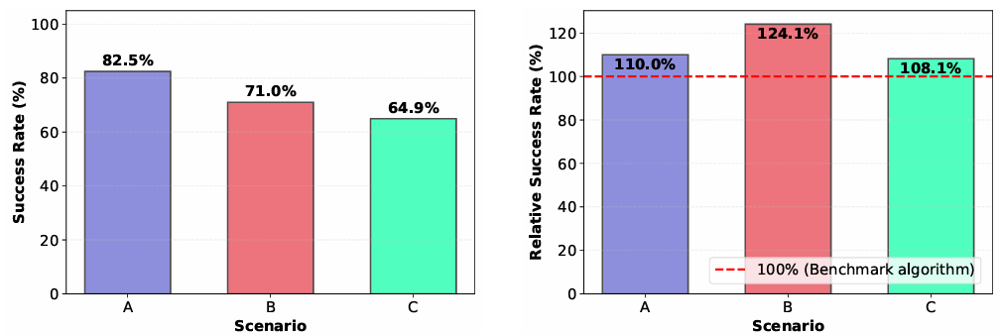 Success Rate (%)
100
80
60
40
20
0
82.5%
71.0%
64.9%
A
B
C
Scenario
Relative Success Rate (%)
120
100
80
60
40
20
0
110.0%
124.1%
108.1%
100% (Benchmark algorithm)
A
B
C
Scenario